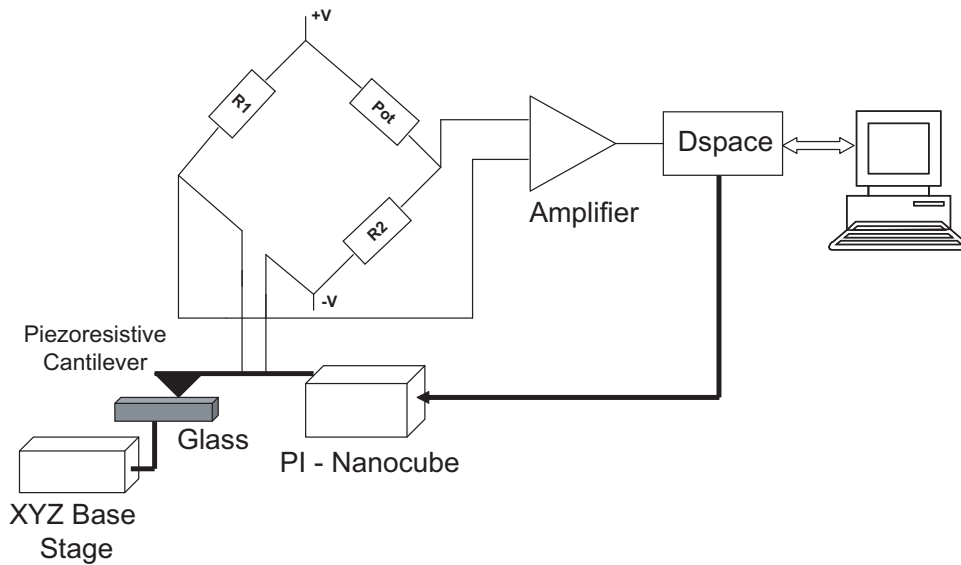 +V
R1
Pot
Dspace
Amplifier
R2
-V
Piezoresistive
Cantilever
Glass
PI - Nanocube
XYZ Base
Stage